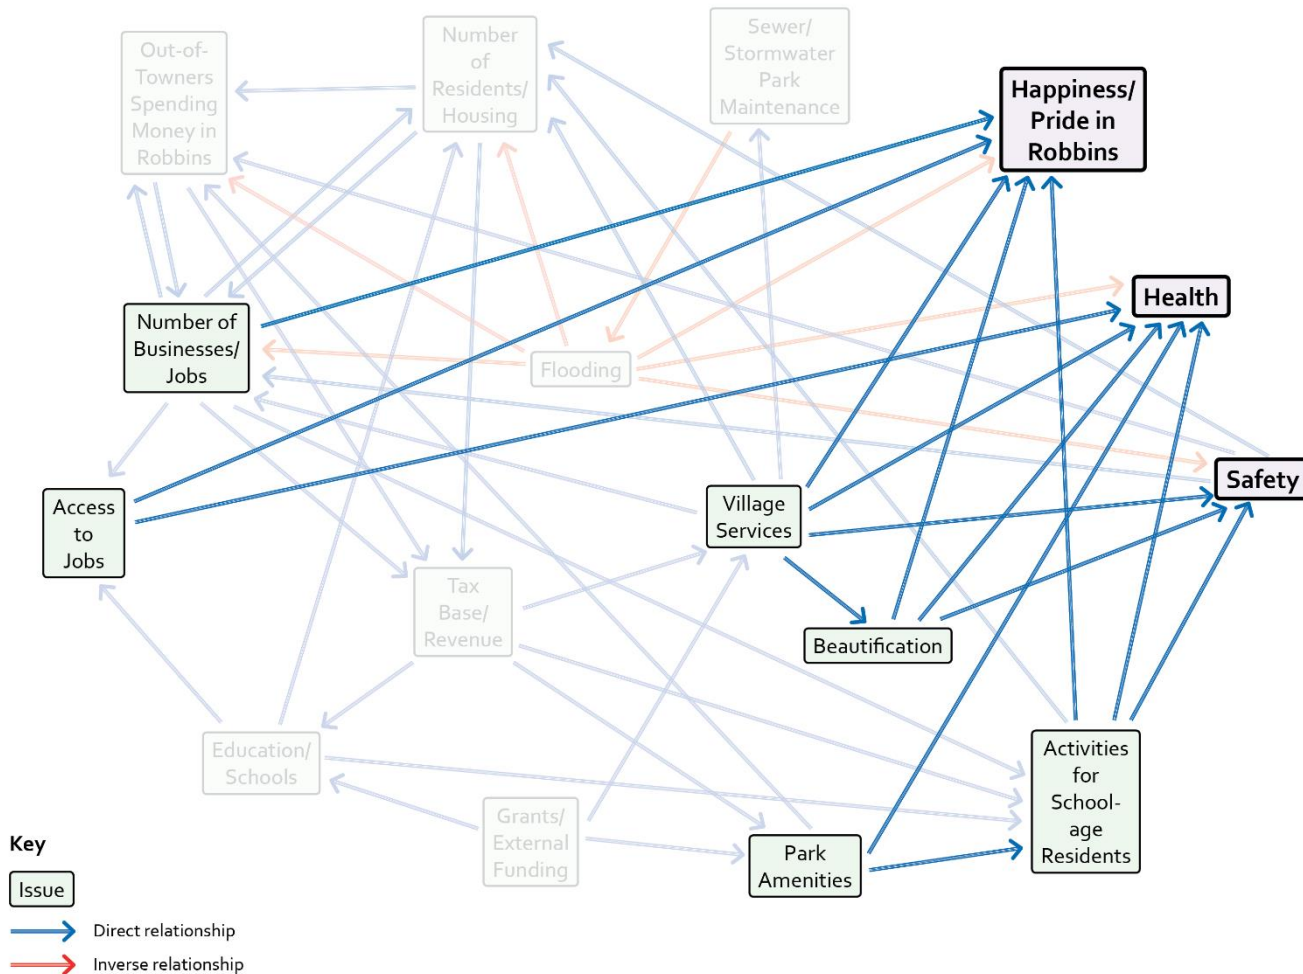 Out-of-
Towners
Spending
Money in
Robbins
Number
of
Residents/
Housing
Sewer/
Stormwater
Park
Maintenance
Happiness/
Pride in
Robbins
Health
Number of
Businesses/
Jobs
Flooding
Safety
Access
to
Jobs
Village
Services
Tax
Base/
Revenue
Beautification
Education/
Schools
Activities
for
School-
age
Residents
Grants/
External
Funding
Park
Amenities
Key
Issue
Direct relationship
Inverse relationship